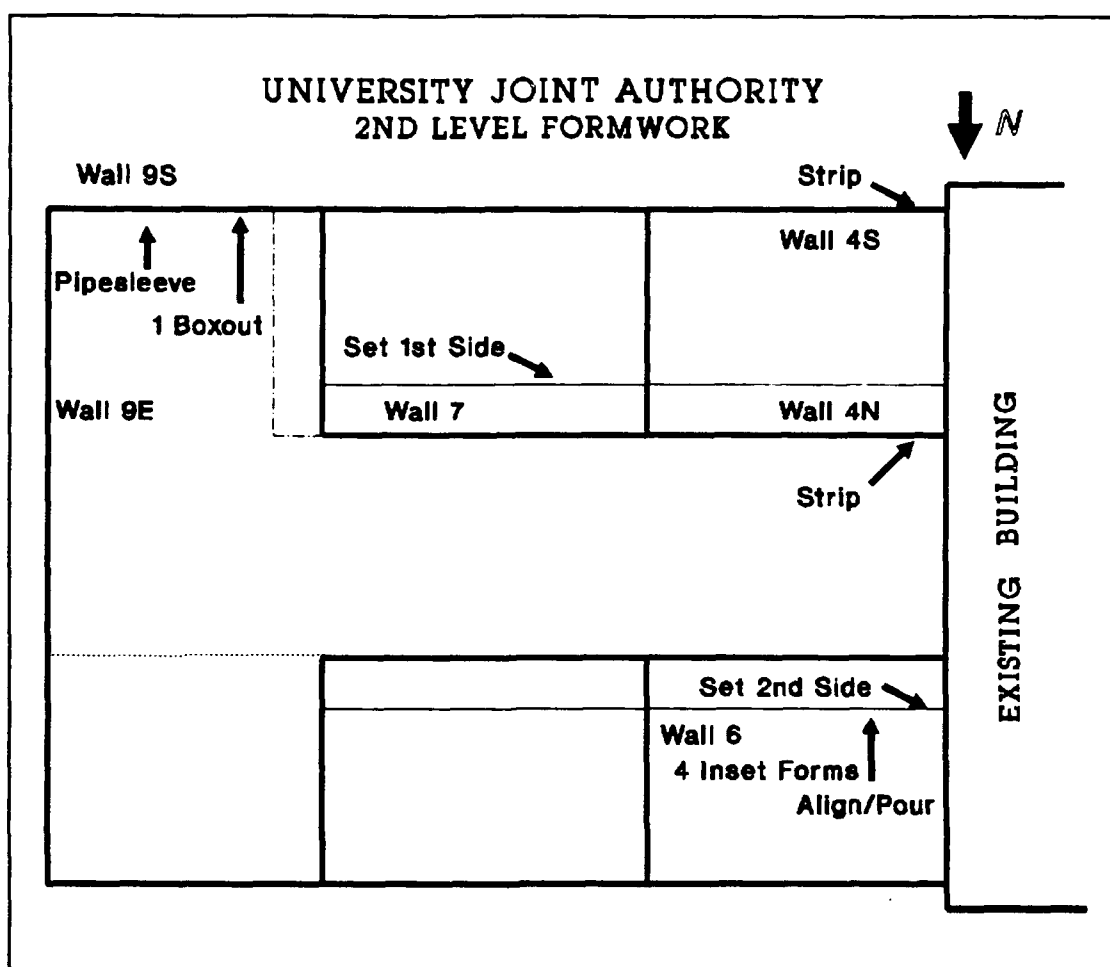 UNIVERSITY JOINT AUTHORITY
2ND LEVEL FORMWORK
N
Wall 9S
Strip
Wall 4S
Pipesleeve
1 Boxout
Set 1st Side
Wall 9E
Wall 7
Wall 4N
Strip
EXISTING BUILDING
Set 2nd Side
Wall 6
4 Inset Forms
Align/Pour